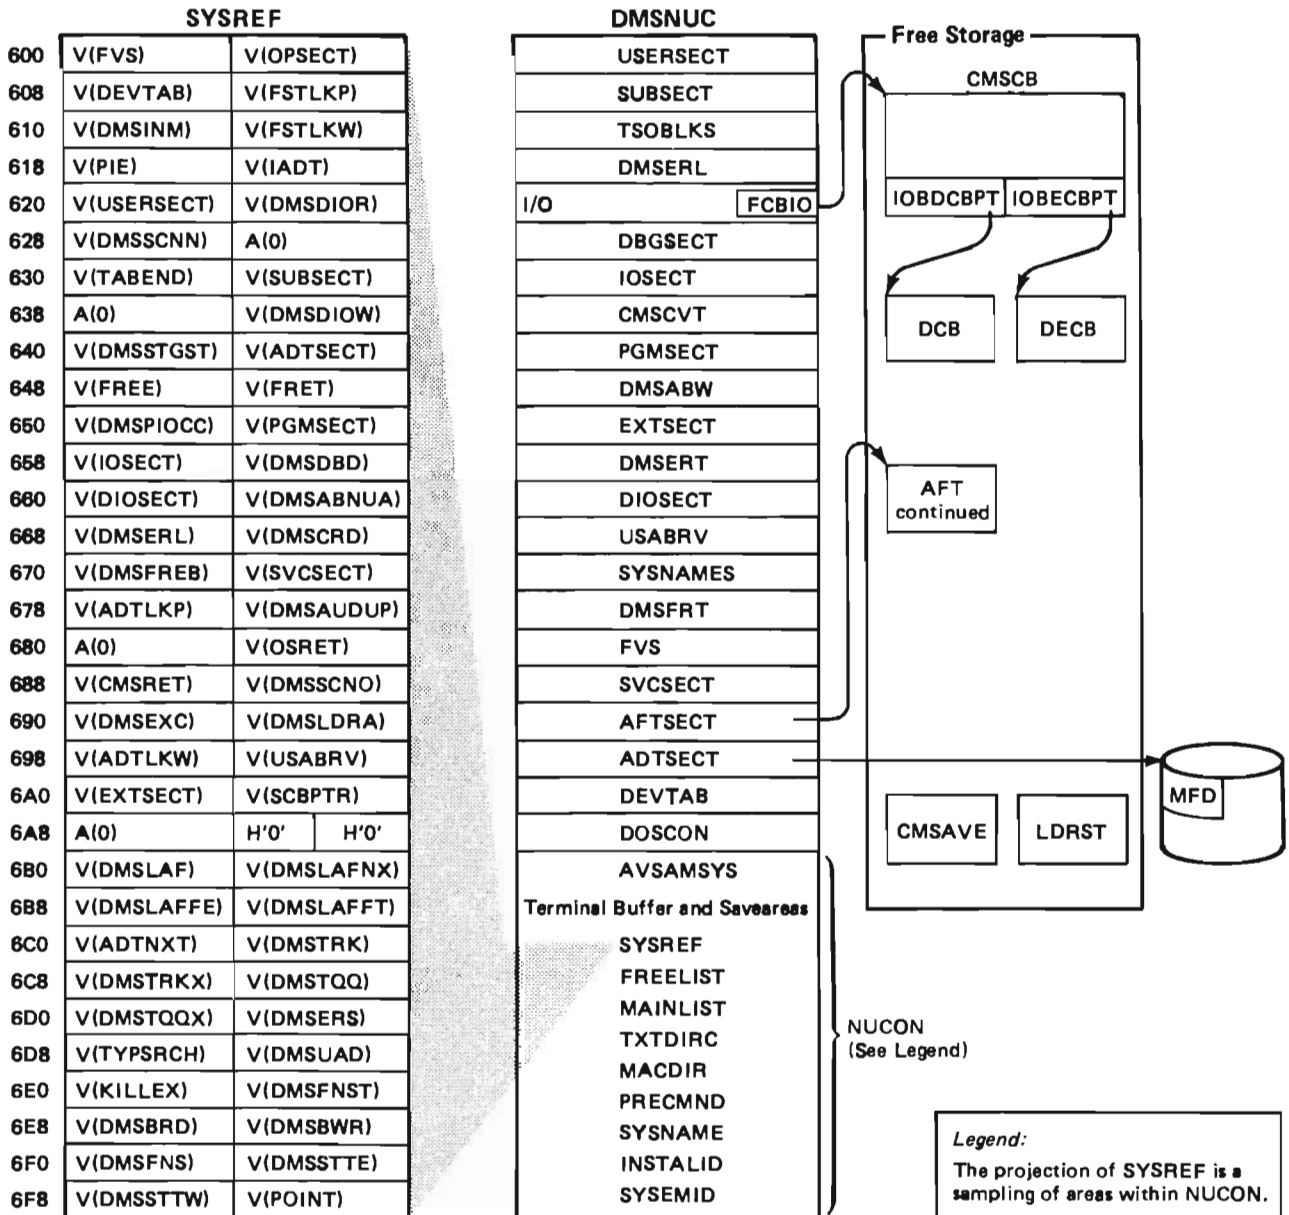 SYSREF
600 V(FVS) V(OPSECT)
608 V(DEVTAB) V(FSTLKP)
610 V(DMSINM) V(FSTLKW)
618 V(PIE) V(IADT)
620 V(USERSECT) V(DMSDIOR)
628 V(DMSSCNN) A(0)
630 V(TABEND) V(SUBSECT)
638 A(0) V(DMSDIOW)
640 V(DMSSTGST) V(ADTSECT)
648 V(FREE) V(FRET)
650 V(DMSPIOCC) V(PGMSECT)
658 V(IOSECT) V(DMSDBD)
660 V(DIOSECT) V(DMSABNUA)
668 V(DMSERL) V(DMSCRD)
670 V(DMSFREB) V(SVCSECT)
678 V(ADTLKP) V(DMSAUDUP)
680 A(0) V(OSRET)
688 V(CMSRET) V(DMSSCNO)
690 V(DMSEXC) V(DMSLDRA)
698 V(ADTLKW) V(USABRV)
6A0 V(EXTSECT) V(SCBPTR)
6A8 A(0) H'0' H'0'
6B0 V(DMSLAF) V(DMSLAFNX)
6B8 V(DMSLAFFE) V(DMSLAFFT)
6C0 V(ADTNXT) V(DMSTRK)
6C8 V(DMSTRKX) V(DMSTQQ)
6D0 V(DMSTQQX) V(DMSERS)
6D8 V(TYPSRCH) V(DMSUAD)
6E0 V(KILLEX) V(DMSFNST)
6E8 V(DMSBRD) V(DMSBWR)
6F0 V(DMSFNS) V(DMSSTTE)
6F8 V(DMSSTTW) V(POINT)
DMSNUC
USERSECT
SUBSECT
TSOBLKS
DMSERL
I/O FCBIO
DBGSECT
IOSECT
CMSCVT
PGMSECT
DMSABW
EXTSECT
DMSERT
DIOSECT
USABRV
SYSNAMES
DMSFRT
FVS
SVCSECT
AFTSECT
ADTSECT
DEVTAB
DOSCON
AVSAMSYS
Terminal Buffer and Saveareas
SYSREF
FREELIST
MAINLIST
TXTDIRC
MACDIR
PRECMND
SYSNAME
INSTALID
SYSEMID
NUCON
(See Legend)
Free Storage
CMSCB
IOBDCBPT IOBECBPT
DCB DECB
AFT
continued
CMSAVE LDRST
MFD
Legend:
The projection of SYSREF is a
sampling of areas within NUCON.